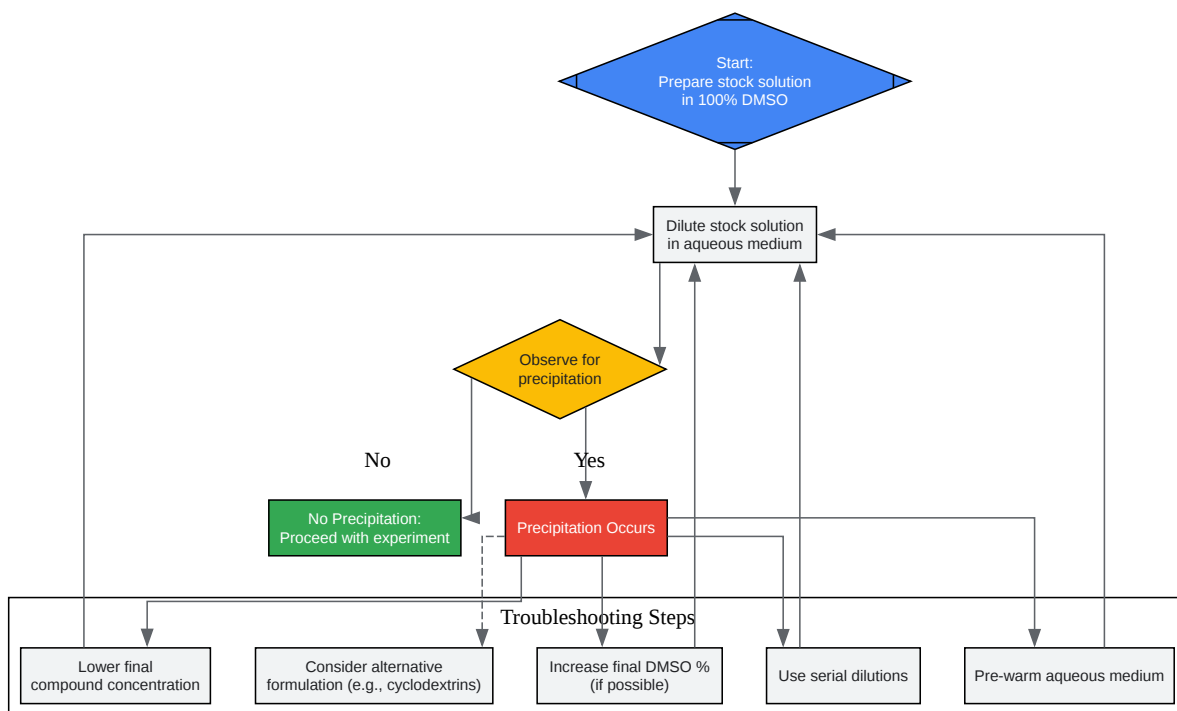 Start:
Prepare stock solution
in 100% DMSO
Dilute stock solution
in aqueous medium
Observe for
precipitation
No
Yes
No Precipitation:
Proceed with experiment
Precipitation Occurs
Troubleshooting Steps
Lower final
compound concentration
Consider alternative
formulation (e.g., cyclodextrins)
Increase final DMSO %
(if possible)
Use serial dilutions
Pre-warm aqueous medium